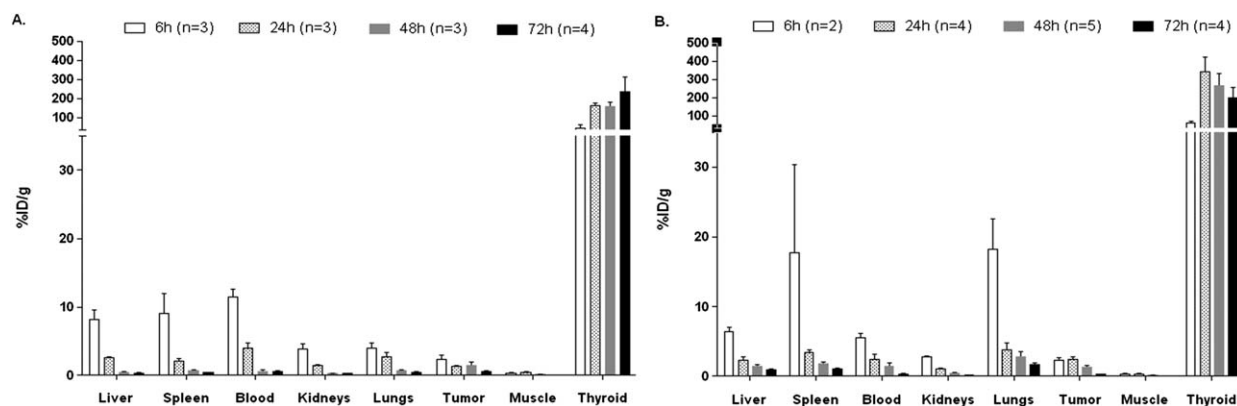 A.
6h (n=3) 24h (n=3) 48h (n=3) 72h (n=4)
500
400
300
200
100
30
20
10
0
%ID/g
Liver Spleen Blood Kidneys Lungs Tumor Muscle Thyroid
B.
6h (n=2) 24h (n=4) 48h (n=5) 72h (n=4)
500
400
300
200
100
30
20
10
0
%ID/g
Liver Spleen Blood Kidneys Lungs Tumor Muscle Thyroid